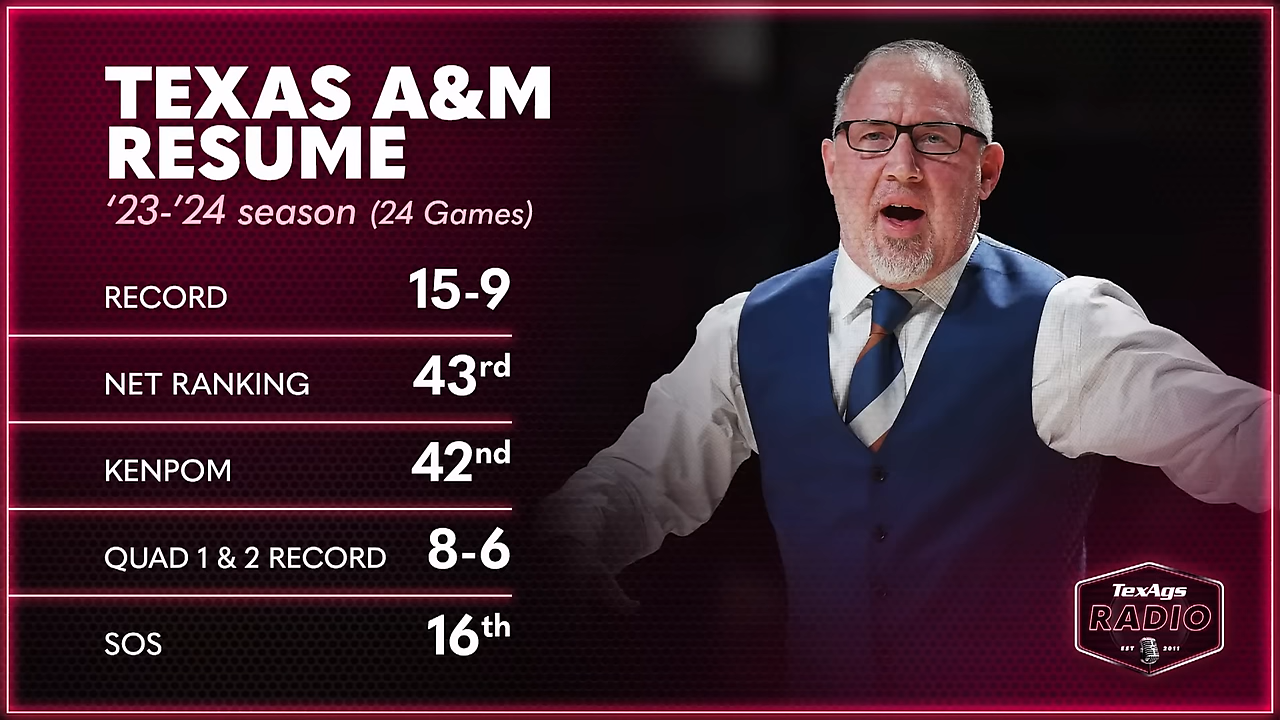 TEXAS A&M
RESUME
'23-'24 season (24 Games)
RECORD 15-9
NET RANKING 43rd
KENPOM 42nd
QUAD 1 & 2 RECORD 8-6
SOS 16th
TexAgs
RADIO
EST 2011